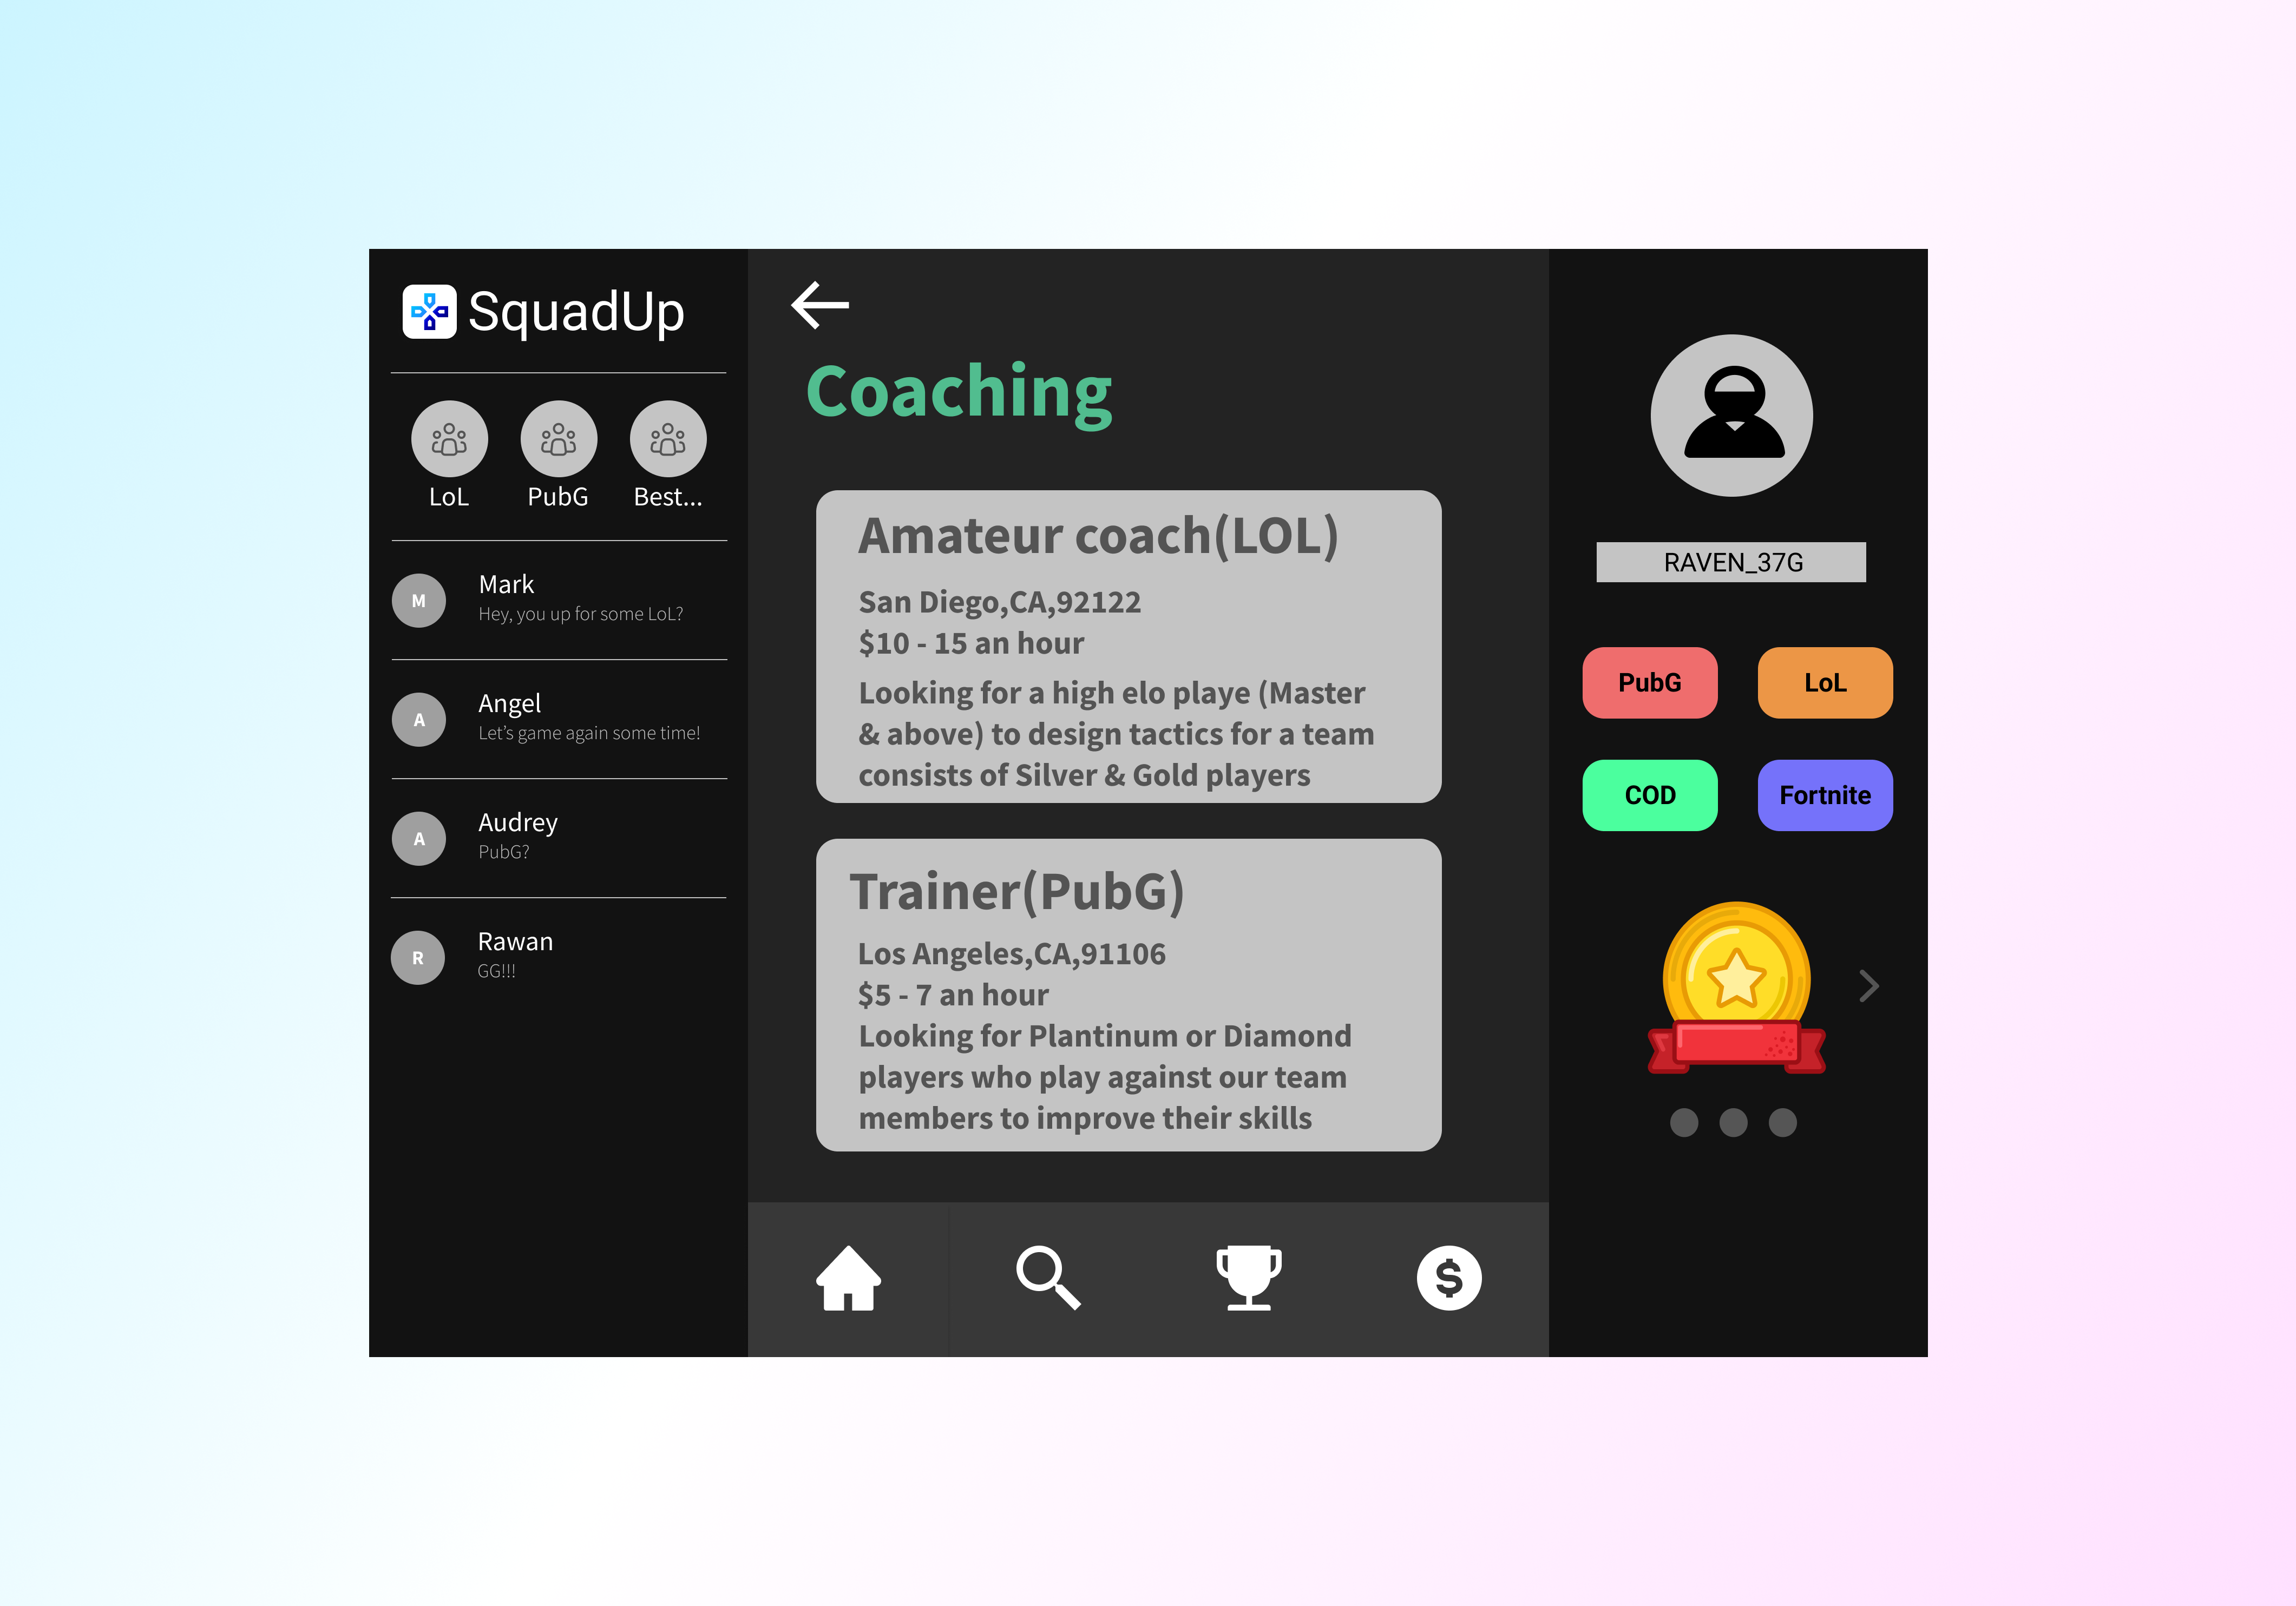 SquadUp
LoL
PubG
Best...
Mark
Hey, you up for some LoL?
M
Angel
Let's game again some time!
A
Audrey
PubG?
A
Rawan
GG!!!
R
Coaching
Amateur coach(LOL)
San Diego,CA,92122
$10 - 15 an hour
Looking for a high elo playe (Master
& above) to design tactics for a team
consists of Silver & Gold players
Trainer(PubG)
Los Angeles,CA,91106
$5 - 7 an hour
Looking for Plantinum or Diamond
players who play against our team
members to improve their skills
$
RAVEN_37G
PubG
LoL
COD
Fortnite